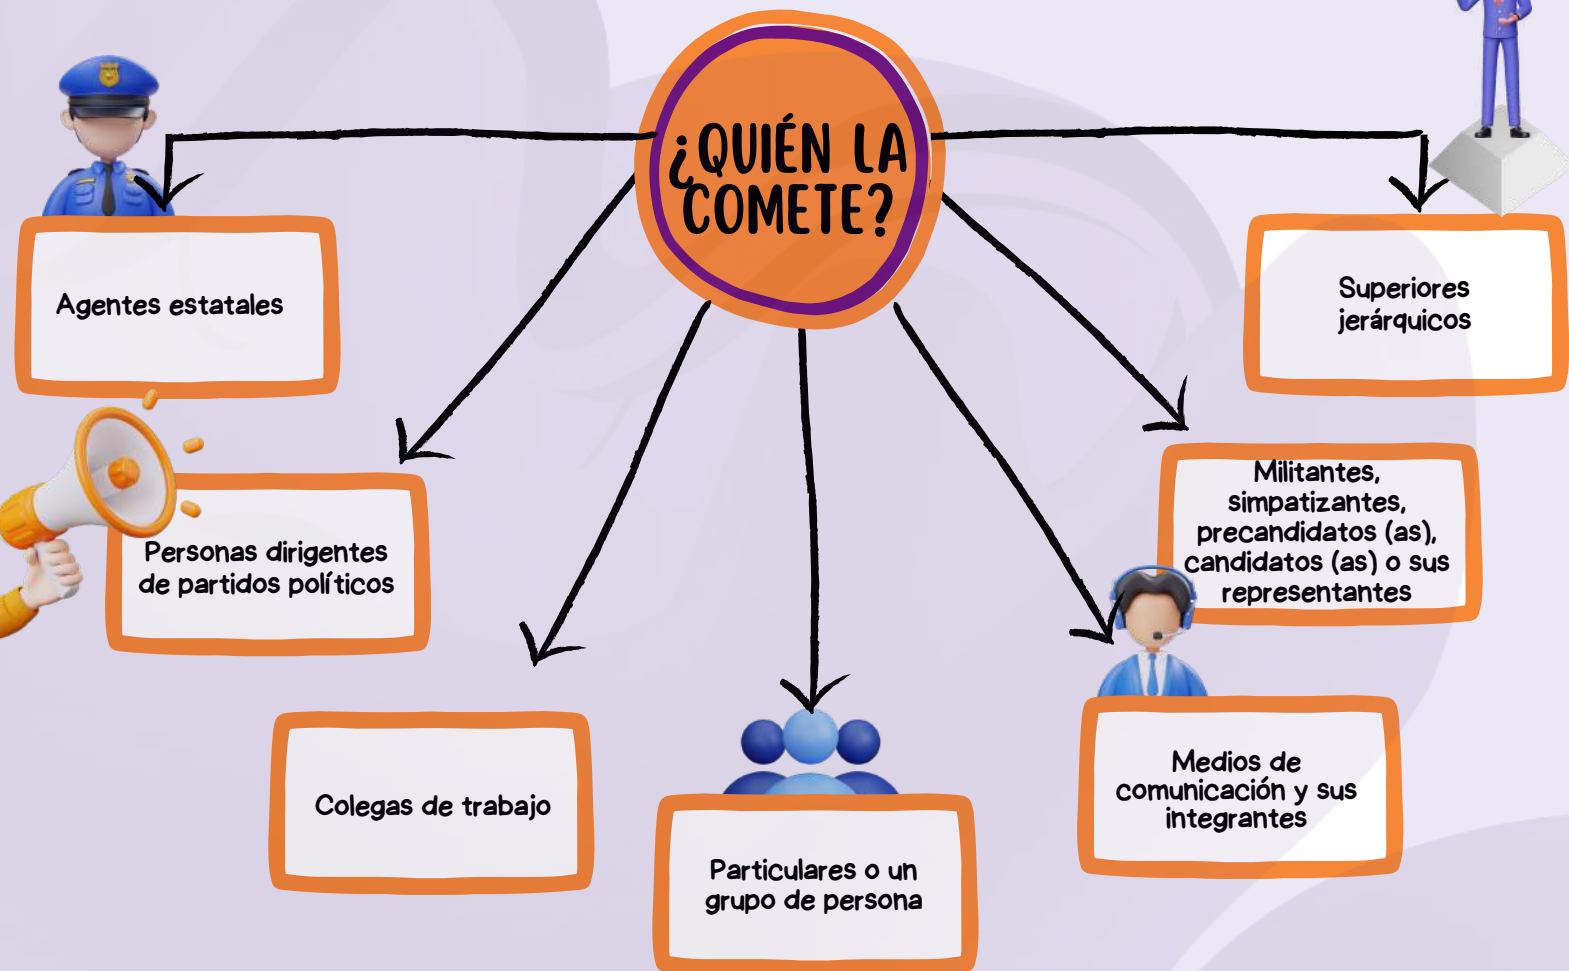 ¿QUIÉN LA
COMETE?
Agentes estatales
Superiores
jerárquicos
Personas dirigentes
de partidos políticos
Militantes,
simpatizantes,
precandidatos (as),
candidatos (as) o sus
representantes
Colegas de trabajo
Particulares o un
grupo de persona
Medios de
comunicación y sus
integrantes